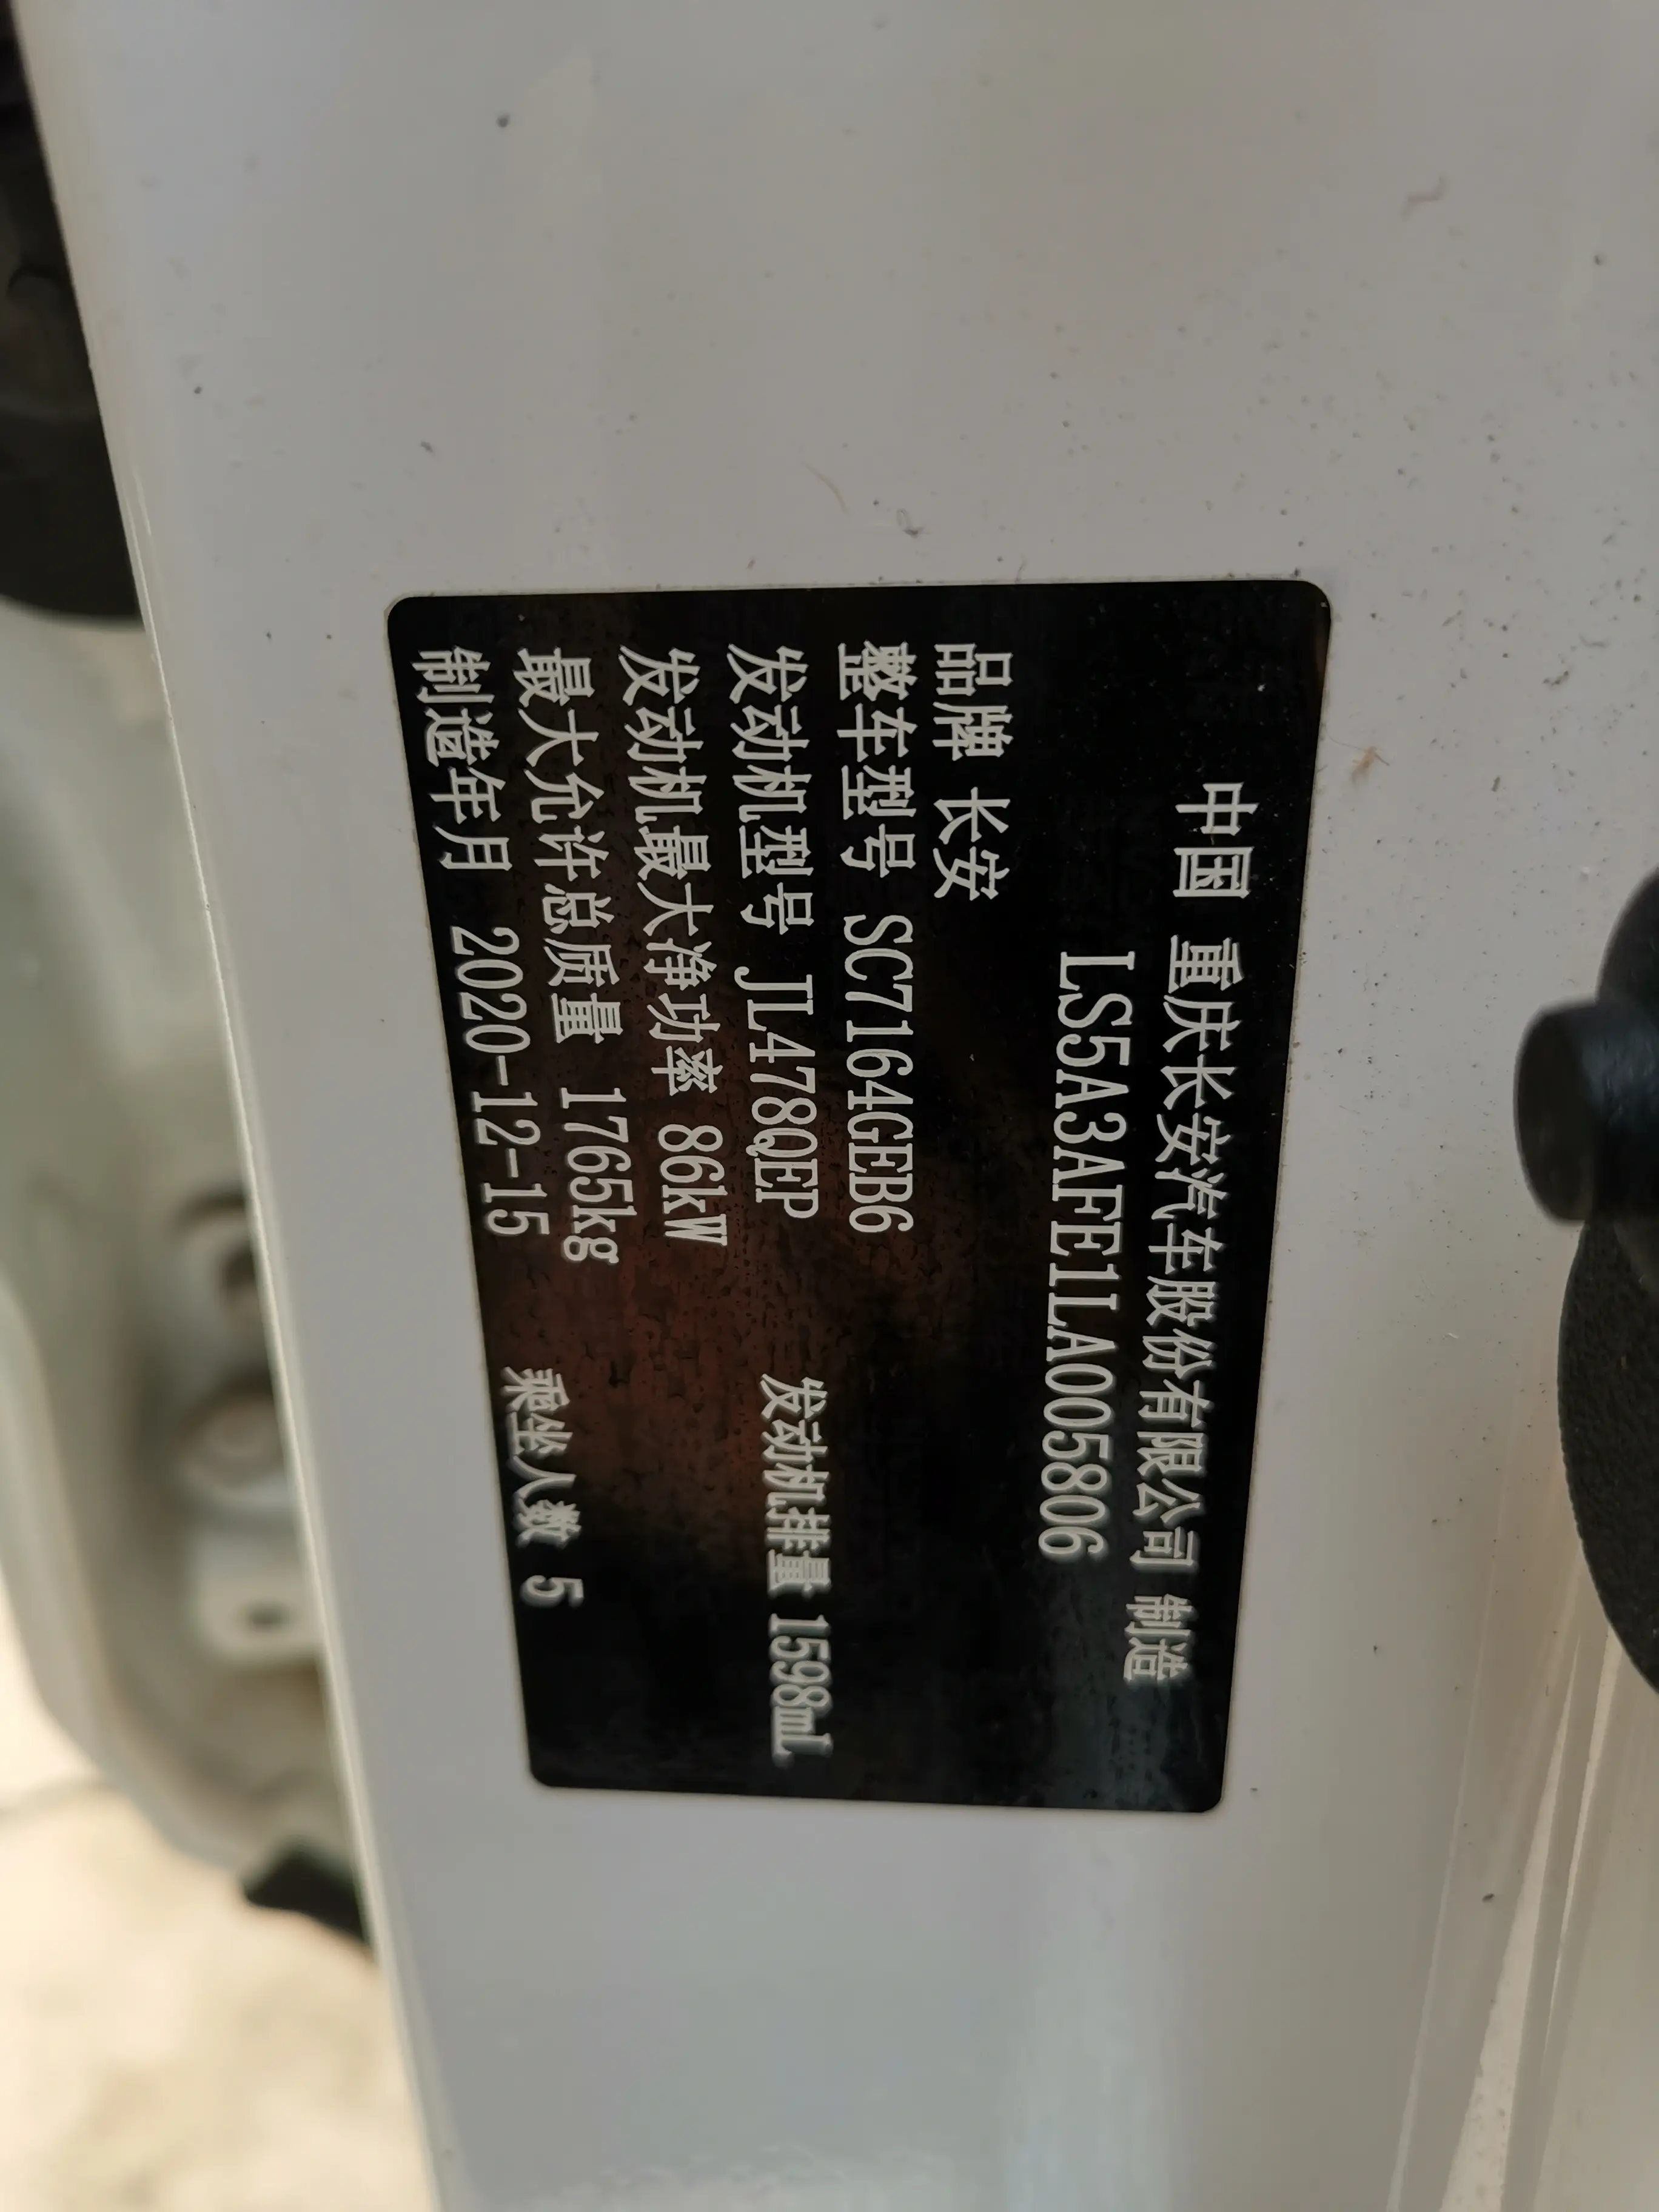 中国 重庆长安汽车股份有限公司 制造
LS5A3AFE1LA005806
品牌 长安
整车型号 SC7164GEB6
发动机型号 JL478QEP 发动机排量 1598mL
发动机最大净功率 86kW
最大允许总质量 1765kg
制造年月 2020-12-15 乘坐人数 5